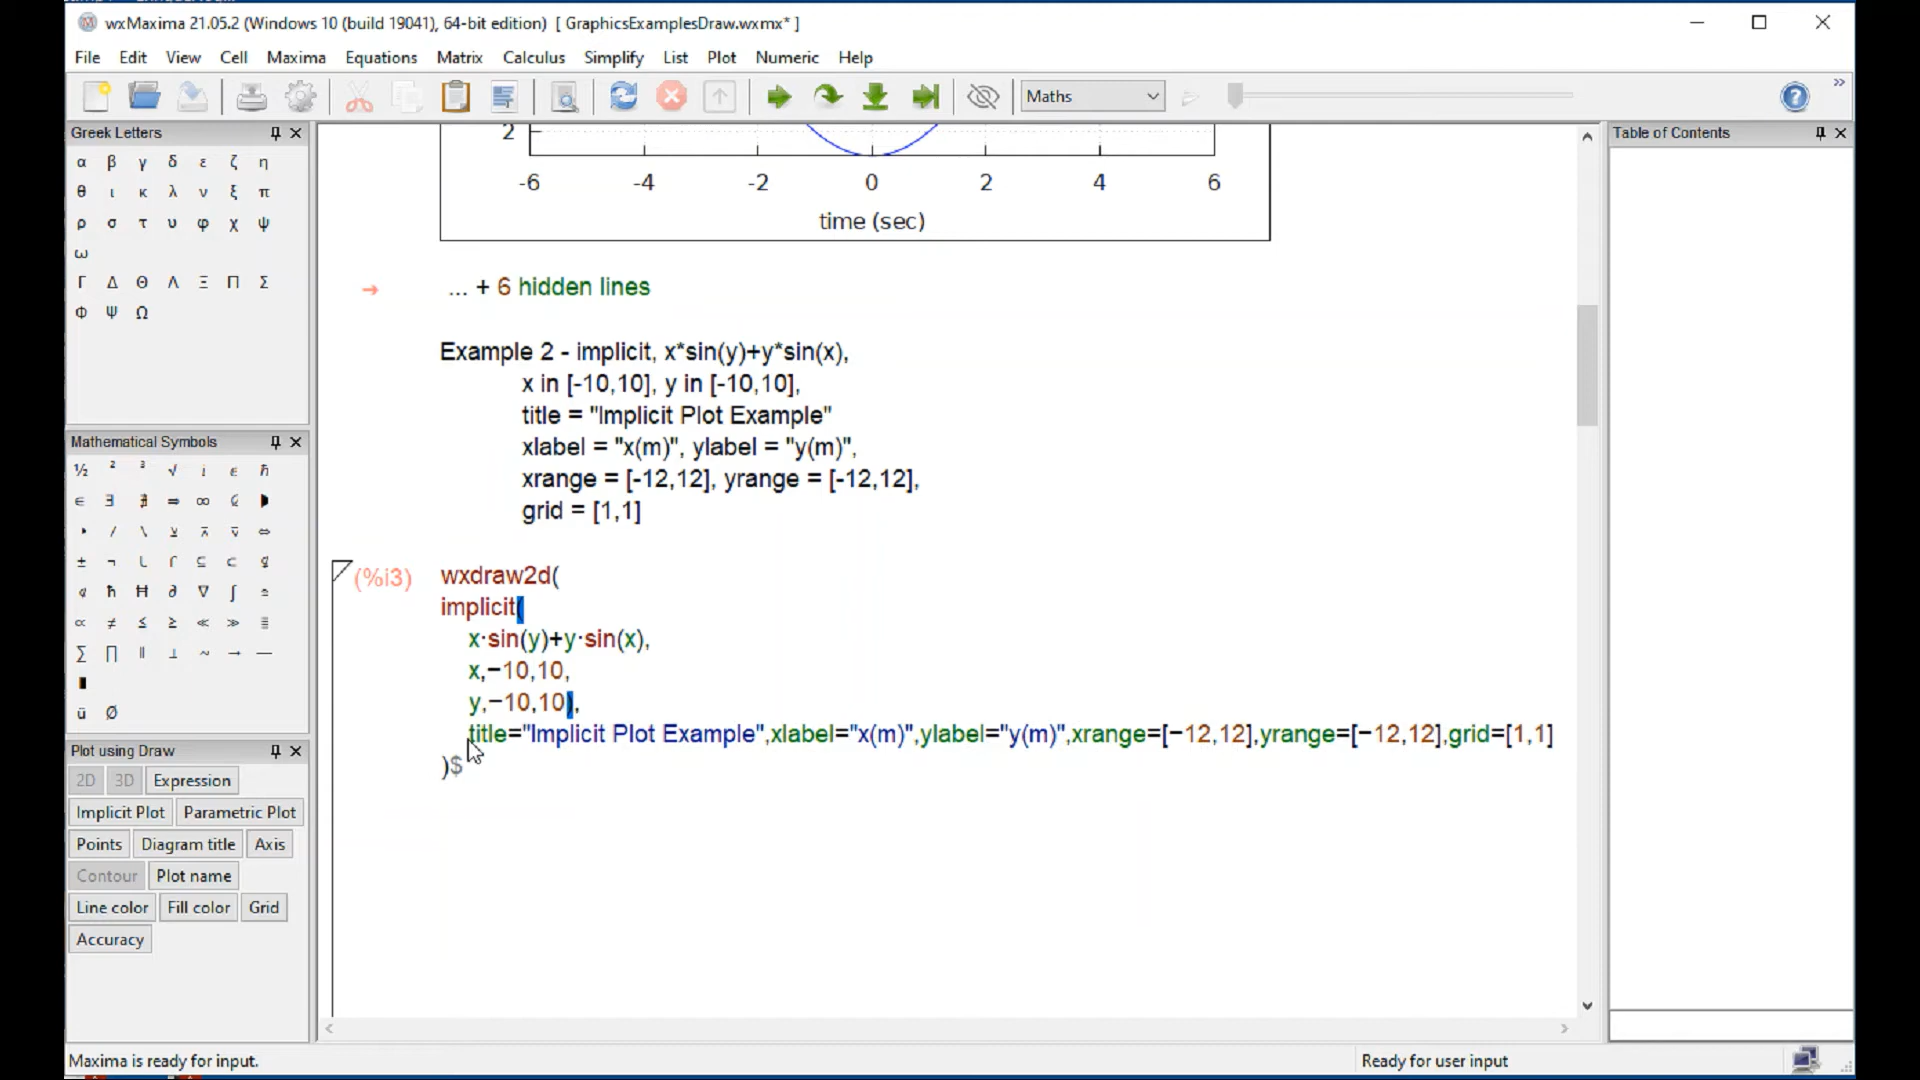 wxMaxima 21.05.2 (Windows 10 (build 19041), 64-bit edition) [ GraphicsExamplesDraw.wxmx* ]
File Edit View Cell Maxima Equations Matrix Calculus Simplify List Plot Numeric Help
Maths
Greek Letters
α β γ δ ε ζ η
θ ι κ λ ν ξ π
ρ σ τ υ φ χ ψ
ω
Γ Δ Θ Λ Ξ Π Σ
Φ Ψ Ω
Mathematical Symbols
½ ² ³ √ i ϵ ħ
Plot using Draw
2D 3D Expression
Implicit Plot Parametric Plot
Points Diagram title Axis
Contour Plot name
Line color Fill color Grid
Accuracy
2
-6 -4 -2 0 2 4 6
time (sec)
→ ... + 6 hidden lines
Example 2 - implicit, x*sin(y)+y*sin(x),
x in [-10,10], y in [-10,10],
title = "Implicit Plot Example"
xlabel = "x(m)", ylabel = "y(m)",
xrange = [-12,12], yrange = [-12,12],
grid = [1,1]
(%i3) wxdraw2d(
implicit(
x·sin(y)+y·sin(x),
x,−10,10,
y,−10,10),
title="Implicit Plot Example",xlabel="x(m)",ylabel="y(m)",xrange=[−12,12],yrange=[−12,12],grid=[1,1]
)$
Table of Contents
Maxima is ready for input.
Ready for user input